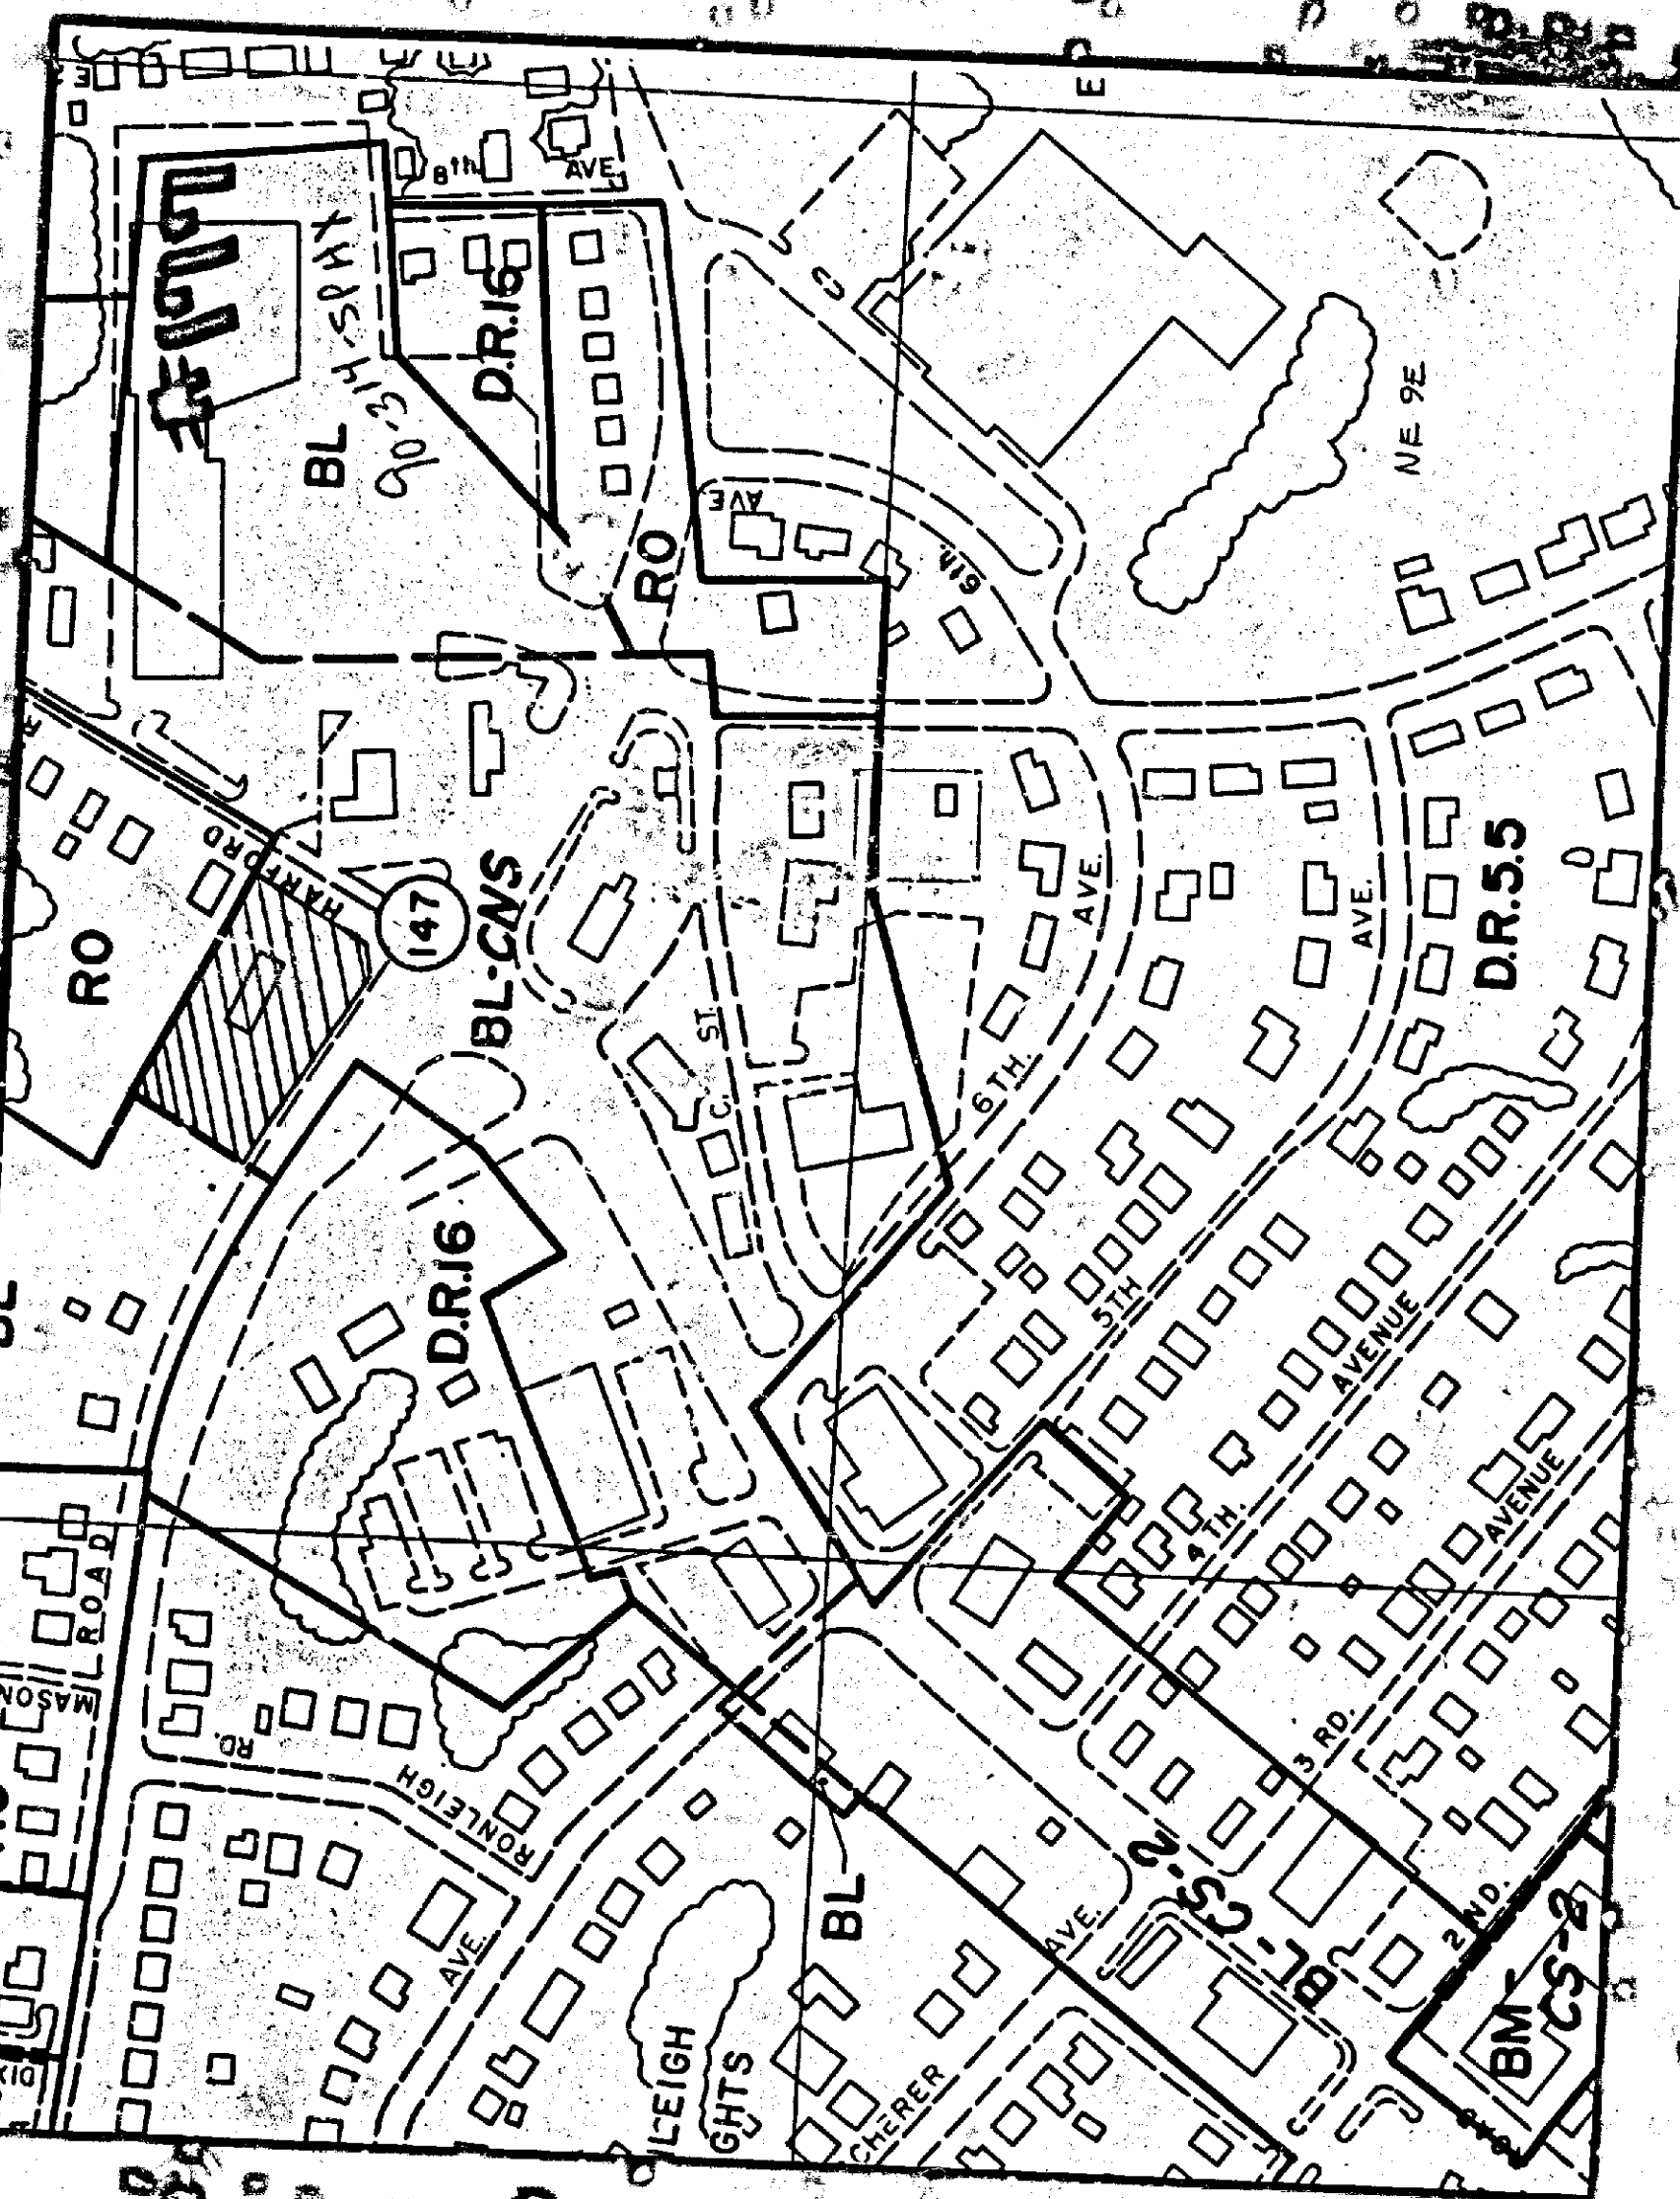 E
8th AVE.
D.R.16
BL
90-314-SPHX
NE 9E
AVE
6th
RO
HARFORD
147
BL-CNS
RO
AVE.
AVE.
D.R.5.5
ST.
C.
6TH.
D.R.16
5TH
AVENUE
4TH.
AVENUE
ROAD
MASON
RD.
RONLEIGH
3 RD.
AVE.
BL
BL-CS-2
AVE.
2 ND.
BM
CS-2
LEIGH
GHTS
CHERER